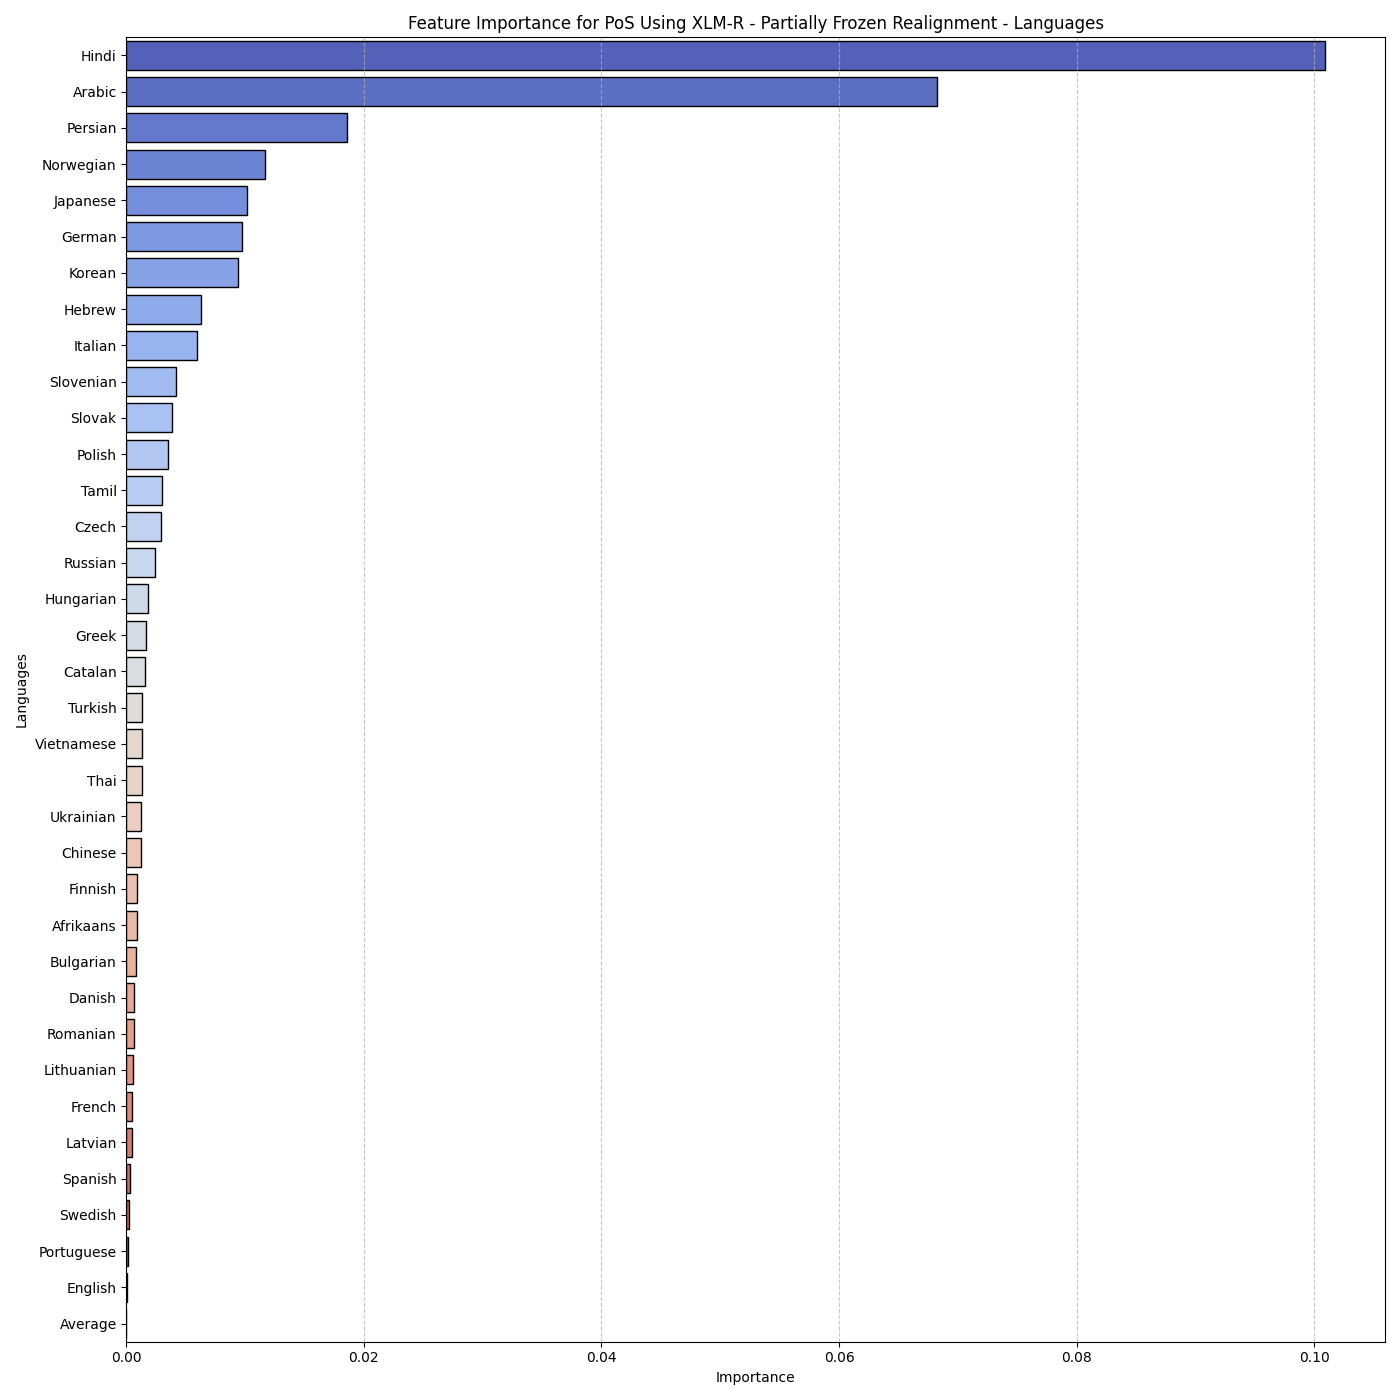 Feature Importance for PoS Using XLM-R - Partially Frozen Realignment - Languages
Hindi
Arabic
Persian
Norwegian
Japanese
German
Korean
Hebrew
Italian
Slovenian
Slovak
Polish
Tamil
Czech
Russian
Hungarian
Greek
Catalan
Turkish
Vietnamese
Thai
Ukrainian
Chinese
Finnish
Afrikaans
Bulgarian
Danish
Romanian
Lithuanian
French
Latvian
Spanish
Swedish
Portuguese
English
Average
Languages
0.00 0.02 0.04 0.06 0.08 0.10
Importance